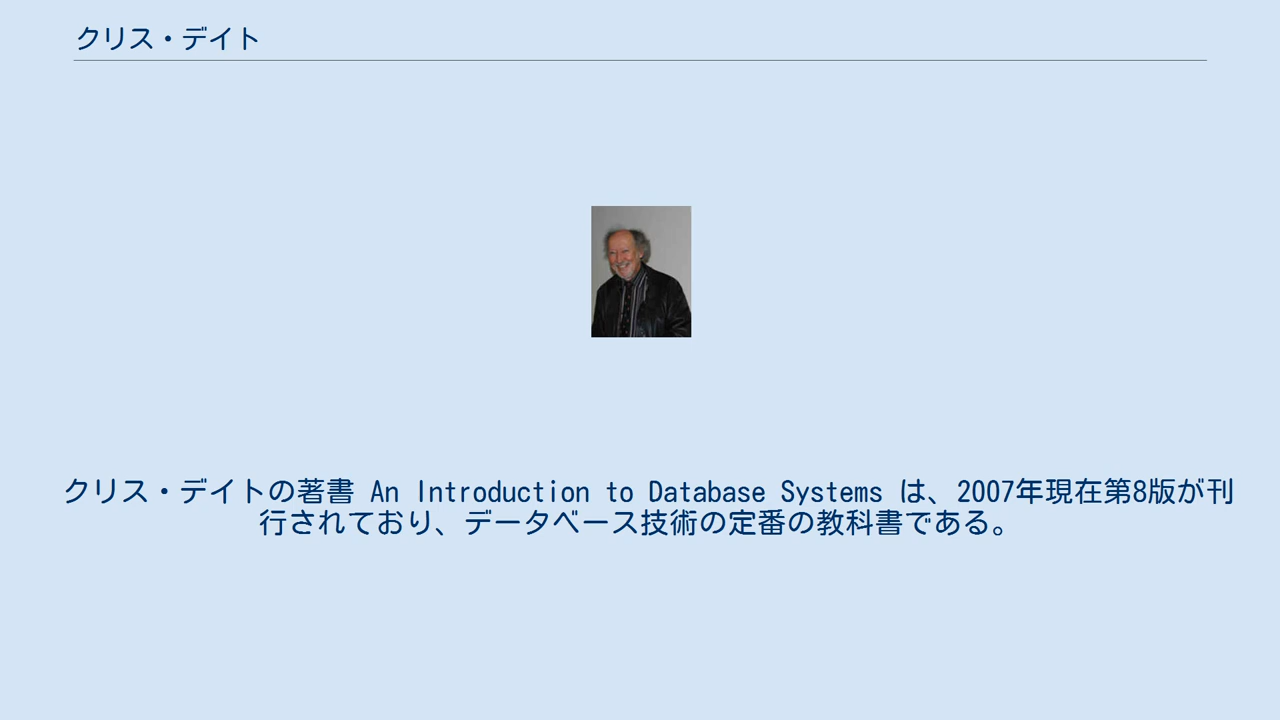 クリス・デイト
クリス・デイトの著書 An Introduction to Database Systems は、2007年現在第8版が刊
行されており、データベース技術の定番の教科書である。